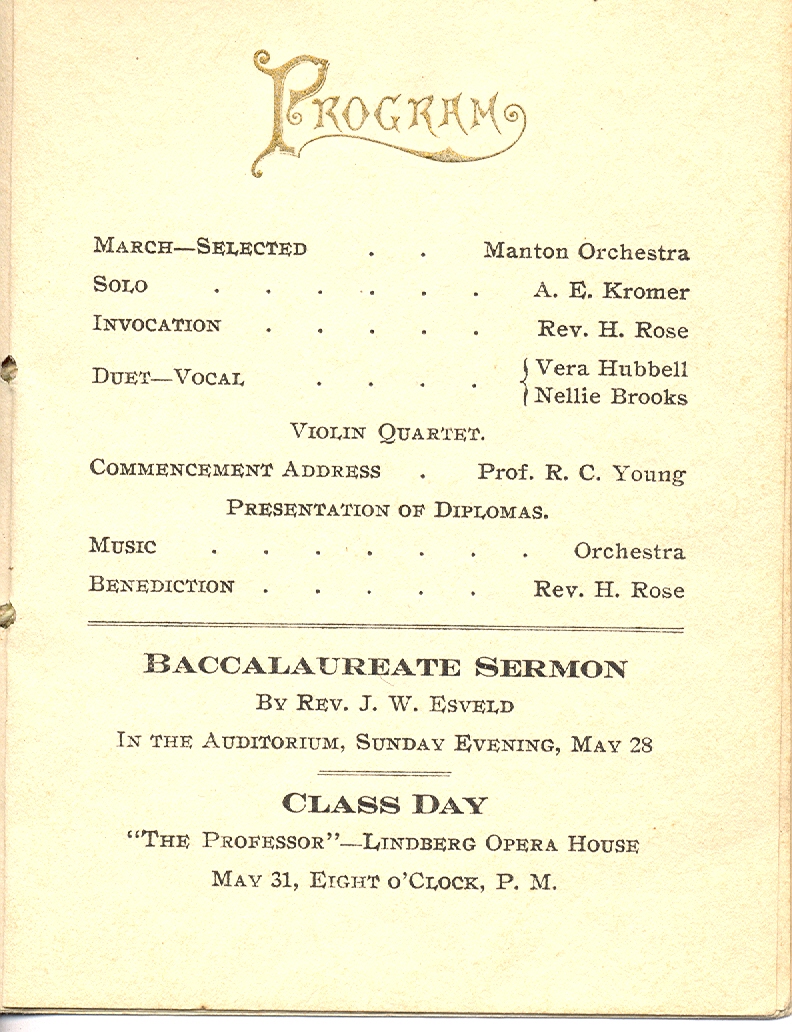 PROGRAM
MARCH—SELECTED . . Manton Orchestra
SOLO . . . . . . A. E. Kromer
INVOCATION . . . . . Rev. H. Rose
DUET—VOCAL . . . . { Vera Hubbell
Nellie Brooks
VIOLIN QUARTET.
COMMENCEMENT ADDRESS . Prof. R. C. Young
PRESENTATION OF DIPLOMAS.
MUSIC . . . . . . . Orchestra
BENEDICTION . . . . . Rev. H. Rose
BACCALAUREATE SERMON
BY REV. J. W. ESVELD
IN THE AUDITORIUM, SUNDAY EVENING, MAY 28
CLASS DAY
“THE PROFESSOR”—LINDBERG OPERA HOUSE
MAY 31, EIGHT O’CLOCK, P. M.